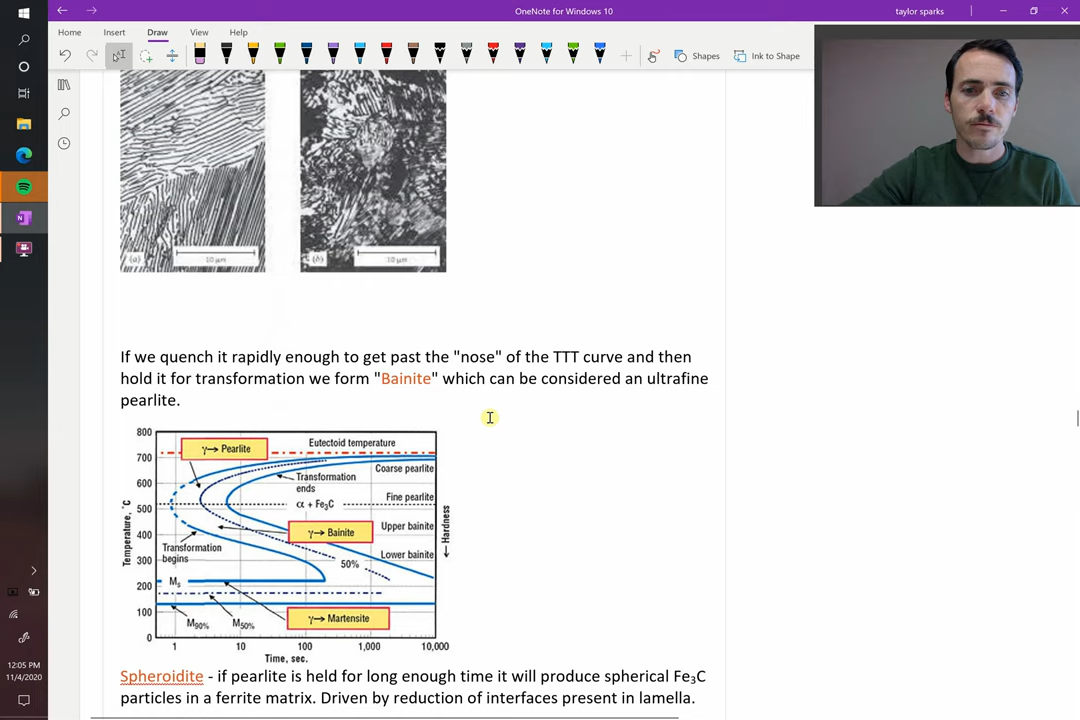 OneNote for Windows 10
taylor sparks
Home
Insert
Draw
View
Help
Shapes
Ink to Shape
(a)
10 μm
(b)
10 μm
If we quench it rapidly enough to get past the "nose" of the TTT curve and then
hold it for transformation we form "Bainite" which can be considered an ultrafine
pearlite.
800
700
600
500
400
300
200
100
0
Temperature, °C
γ→ Pearlite
Eutectoid temperature
Coarse pearlite
Transformation
ends
α + Fe₃C
Fine pearlite
Upper bainite
γ→ Bainite
Transformation
begins
Lower bainite
50%
← Hardness
Mₛ
M90%
M50%
γ→ Martensite
1
10
100
1,000
10,000
Time, sec.
Spheroidite - if pearlite is held for long enough time it will produce spherical Fe₃C
particles in a ferrite matrix. Driven by reduction of interfaces present in lamella.
12:05 PM
11/4/2020